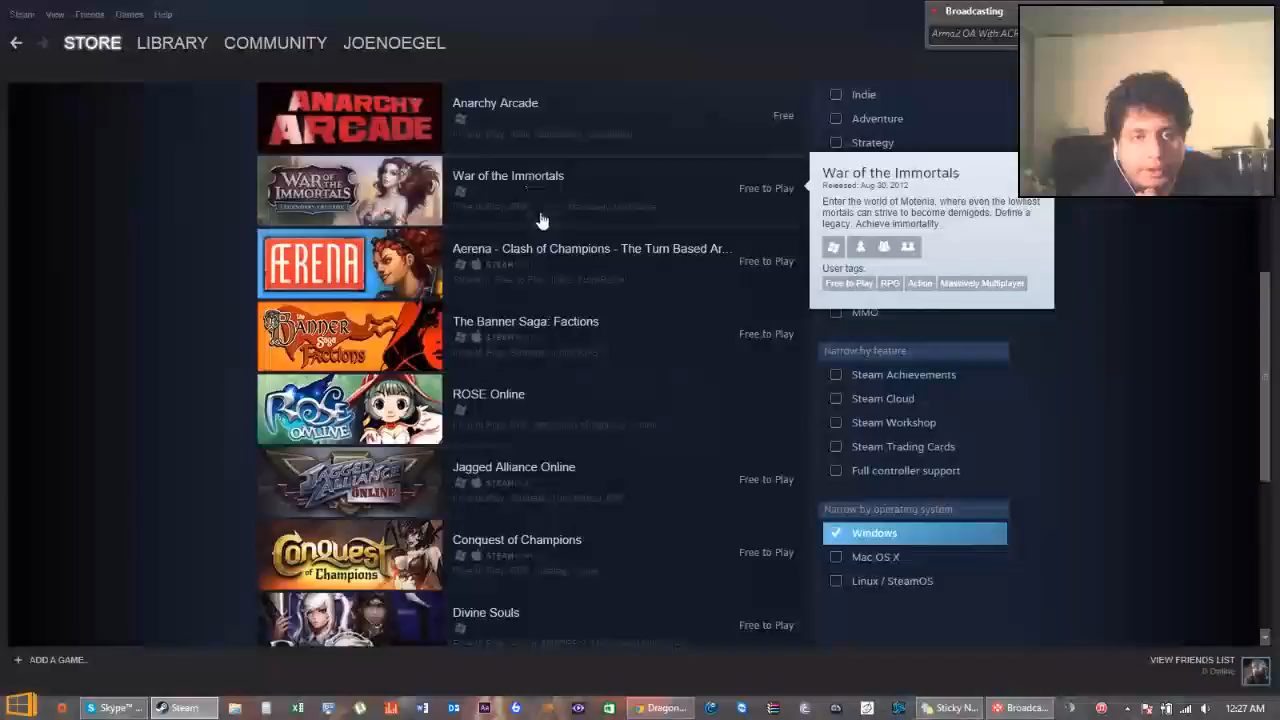 Steam View Friends Games Help
STORE LIBRARY COMMUNITY JOENOEGEL
Broadcasting
Arma2 OA With ACR
ANARCHY
ARCADE
Anarchy Arcade
Free
WAR OF THE
IMMORTALS
War of the Immortals
Free to Play
ÆRENA
Aerena - Clash of Champions - The Turn Based Ar...
Free to Play
THE BANNER
SAGA
FACTIONS
The Banner Saga: Factions
Free to Play
ROSE
ONLINE
ROSE Online
JAGGED
ALLIANCE
ONLINE
Jagged Alliance Online
Free to Play
CONQUEST
OF CHAMPIONS
Conquest of Champions
Free to Play
Divine Souls
Free to Play
Indie
Adventure
Strategy
War of the Immortals
Released: Aug 30, 2012
Enter the world of Motenia, where even the lowliest
mortals can strive to become demigods. Define a
legacy. Achieve immortality.
User tags:
Free to Play RPG Action Massively Multiplayer
MMO
Narrow by feature
Steam Achievements
Steam Cloud
Steam Workshop
Steam Trading Cards
Full controller support
Narrow by operating system
Windows
Mac OS X
Linux / SteamOS
+ ADD A GAME...
VIEW FRIENDS LIST
Online
Skype™ ... Steam Dragon... Sticky N... Broadca... 12:27 AM